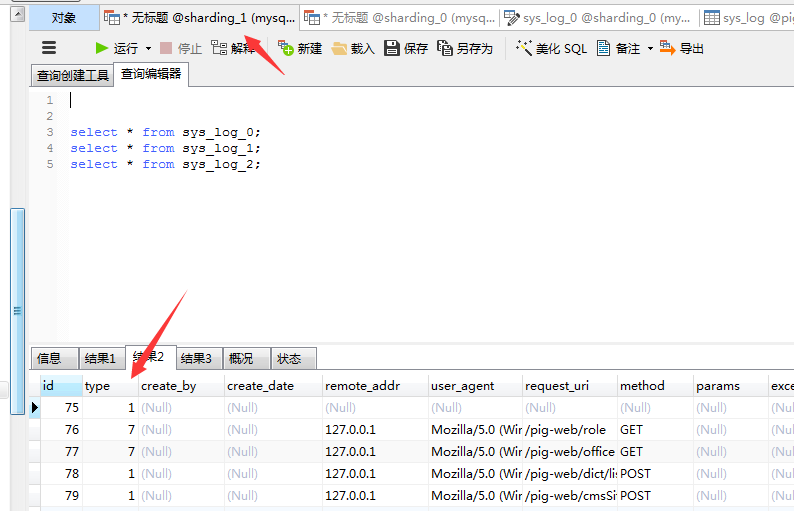 对象 * 无标题 @sharding_1 (mysq... * 无标题 @sharding_0 (mysq... sys_log_0 @sharding_0 (my... sys_log @pi
运行 停止 解释 新建 载入 保存 另存为 美化 SQL 备注 导出
查询创建工具 查询编辑器
1
2
3 select * from sys_log_0;
4 select * from sys_log_1;
5 select * from sys_log_2;
信息 结果1 结果2 结果3 概况 状态
id type create_by create_date remote_addr user_agent request_uri method params exce
75 1 (Null) (Null) (Null) (Null) (Null) (Null) (Null) (Null)
76 7 (Null) (Null) 127.0.0.1 Mozilla/5.0 (Wir /pig-web/role GET (Null) (Null)
77 7 (Null) (Null) 127.0.0.1 Mozilla/5.0 (Wir /pig-web/office GET (Null) (Null)
78 1 (Null) (Null) 127.0.0.1 Mozilla/5.0 (Wir /pig-web/dict/lis POST (Null) (Null)
79 1 (Null) (Null) 127.0.0.1 Mozilla/5.0 (Wir /pig-web/cmsSi POST (Null) (Null)